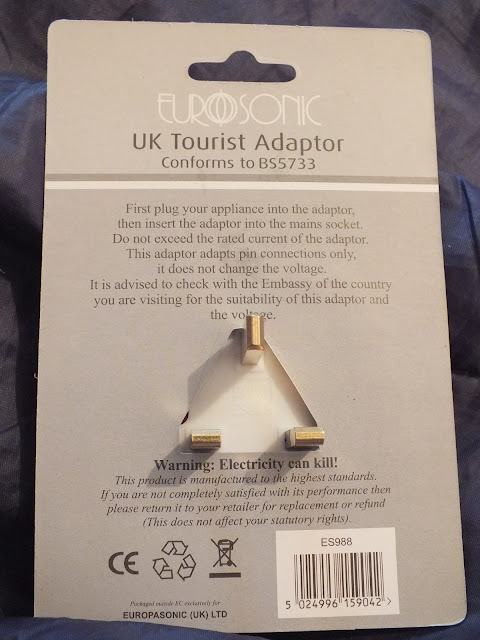 EUROSONIC
UK Tourist Adaptor
Conforms to BS5733
First plug your appliance into the adaptor,
then insert the adaptor into the mains socket.
Do not exceed the rated current of the adaptor.
This adaptor adapts pin connections only,
it does not change the voltage.
It is advised to check with the Embassy of the country
you are visiting for the suitability of this adaptor and
the voltage.
Warning: Electricity can kill!
This product is manufactured to the highest standards.
If you are not completely satisfied with its performance then
please return it to your retailer for replacement or refund
(This does not affect your statutory rights).
CE
Packaged outside EC exclusively for
EUROPASONIC (UK) LTD
ES988
5 024996 159042 >